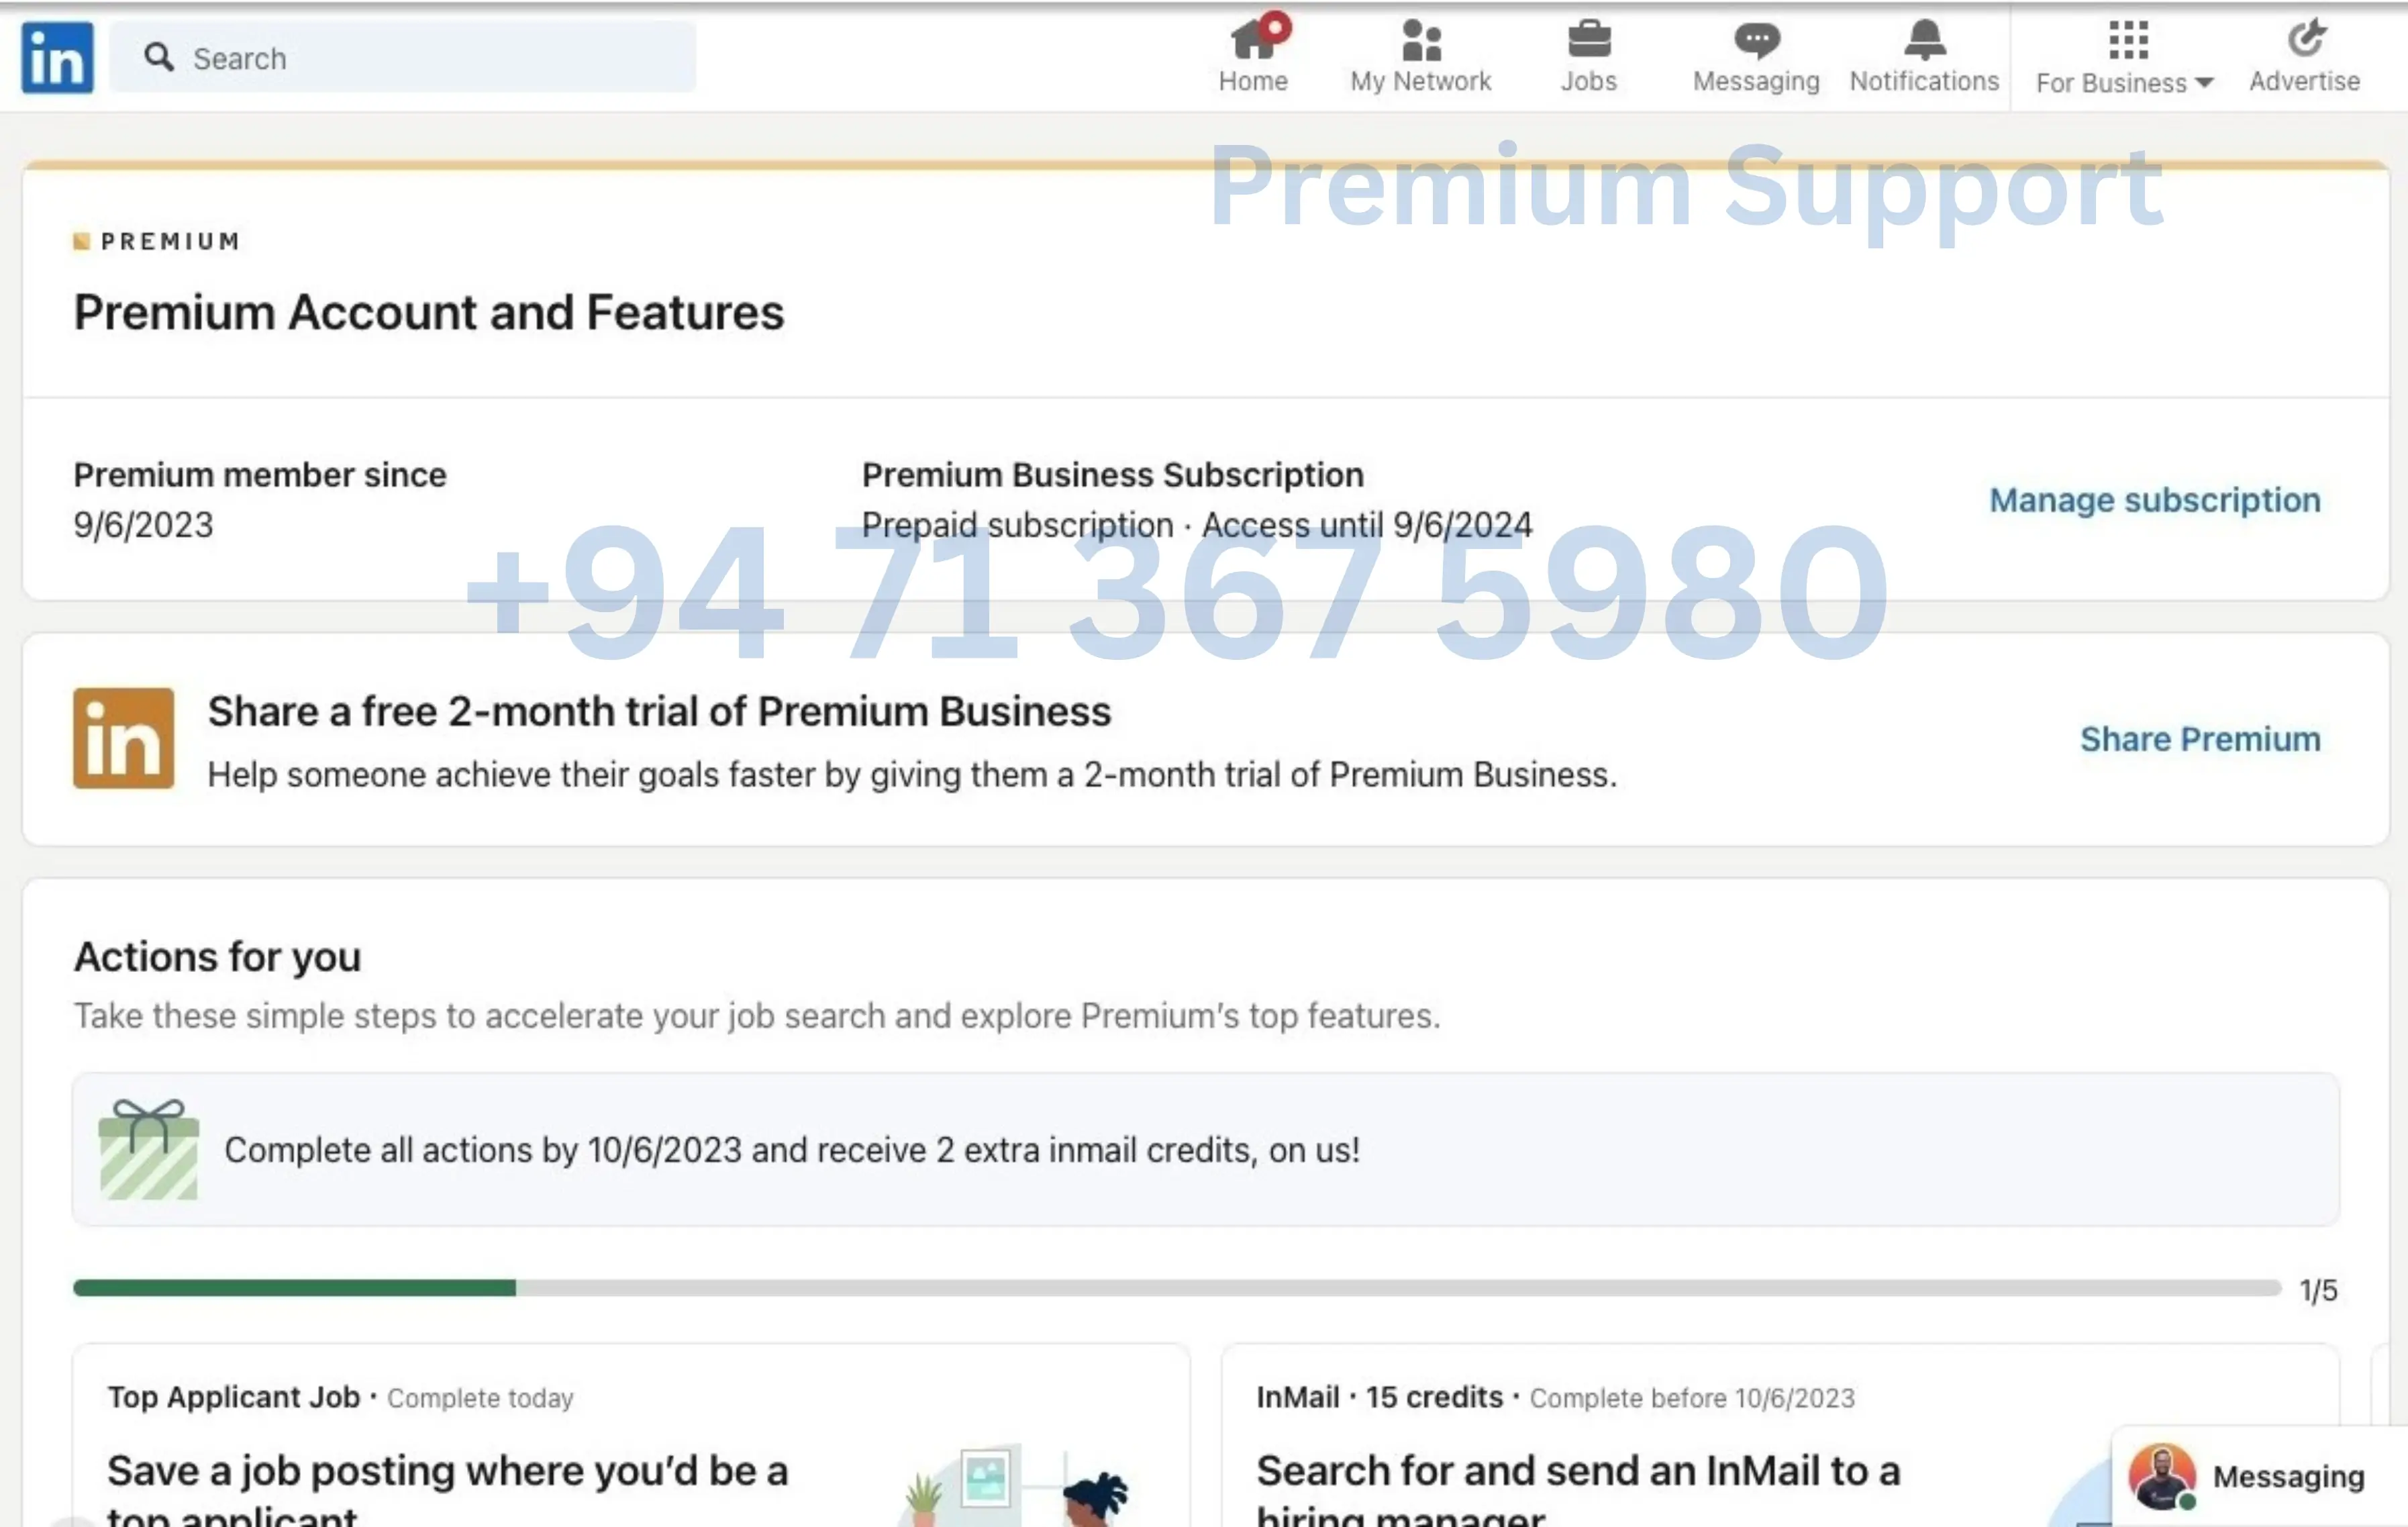 in
Search
Home
My Network
Jobs
Messaging
Notifications
For Business
Advertise
Premium Support
PREMIUM
Premium Account and Features
Premium member since
9/6/2023
Premium Business Subscription
Prepaid subscription · Access until 9/6/2024
Manage subscription
+94 71 367 5980
in
Share a free 2-month trial of Premium Business
Help someone achieve their goals faster by giving them a 2-month trial of Premium Business.
Share Premium
Actions for you
Take these simple steps to accelerate your job search and explore Premium's top features.
Complete all actions by 10/6/2023 and receive 2 extra inmail credits, on us!
1/5
Top Applicant Job · Complete today
Save a job posting where you'd be a
top applicant
InMail · 15 credits · Complete before 10/6/2023
Search for and send an InMail to a
hiring manager
Messaging